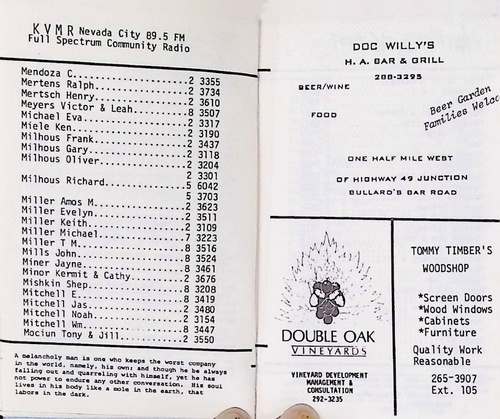 KVMR Nevada City 89.5 FM
Full Spectrum Community Radio
Mendoza C....................2 3355
Mertens Ralph................2 3734
Mertsch Henry................2 3610
Meyers Victor & Leah.........8 3507
Michael Eva..................2 3317
Miele Ken....................2 3190
Milhous Frank................2 3437
Milhous Gary.................2 3118
Milhous Oliver...............2 3204
2 3301
Milhous Richard..............5 6042
5 3703
Miller Amos M................2 3623
Miller Evelyn................2 3511
Miller Keith.................2 3109
Miller Michael...............7 3223
Miller T M...................8 3516
Mills John...................8 3524
Miner Jayne..................8 3461
Minor Kermit & Cathy.........2 3676
Mishkin Shep.................8 3208
Mitchell E...................8 3419
Mitchell Jas.................2 3480
Mitchell Noah................2 3154
Mitchell Wm..................8 3447
Mociun Tony & Jill...........2 3550
A melancholy man is one who keeps the worst company
in the world, namely, his own; and though he be always
falling out and quarreling with himself, yet he has
not power to endure any other conversation. His soul
lives in his body like a mole in the earth, that
labors in the dark.
DOC WILLY'S
H. A. BAR & GRILL
288-3295
BEER/WINE
FOOD
Beer Garden
Families Welco
ONE HALF MILE WEST
OF HIGHWAY 49 JUNCTION
BULLARD'S BAR ROAD
DOUBLE OAK
VINEYARDS
VINEYARD DEVELOPMENT
MANAGEMENT &
CONSULTATION
292-3235
TOMMY TIMBER'S
WOODSHOP
*Screen Doors
*Wood Windows
*Cabinets
*Furniture
Quality Work
Reasonable
265-3907
Ext. 105